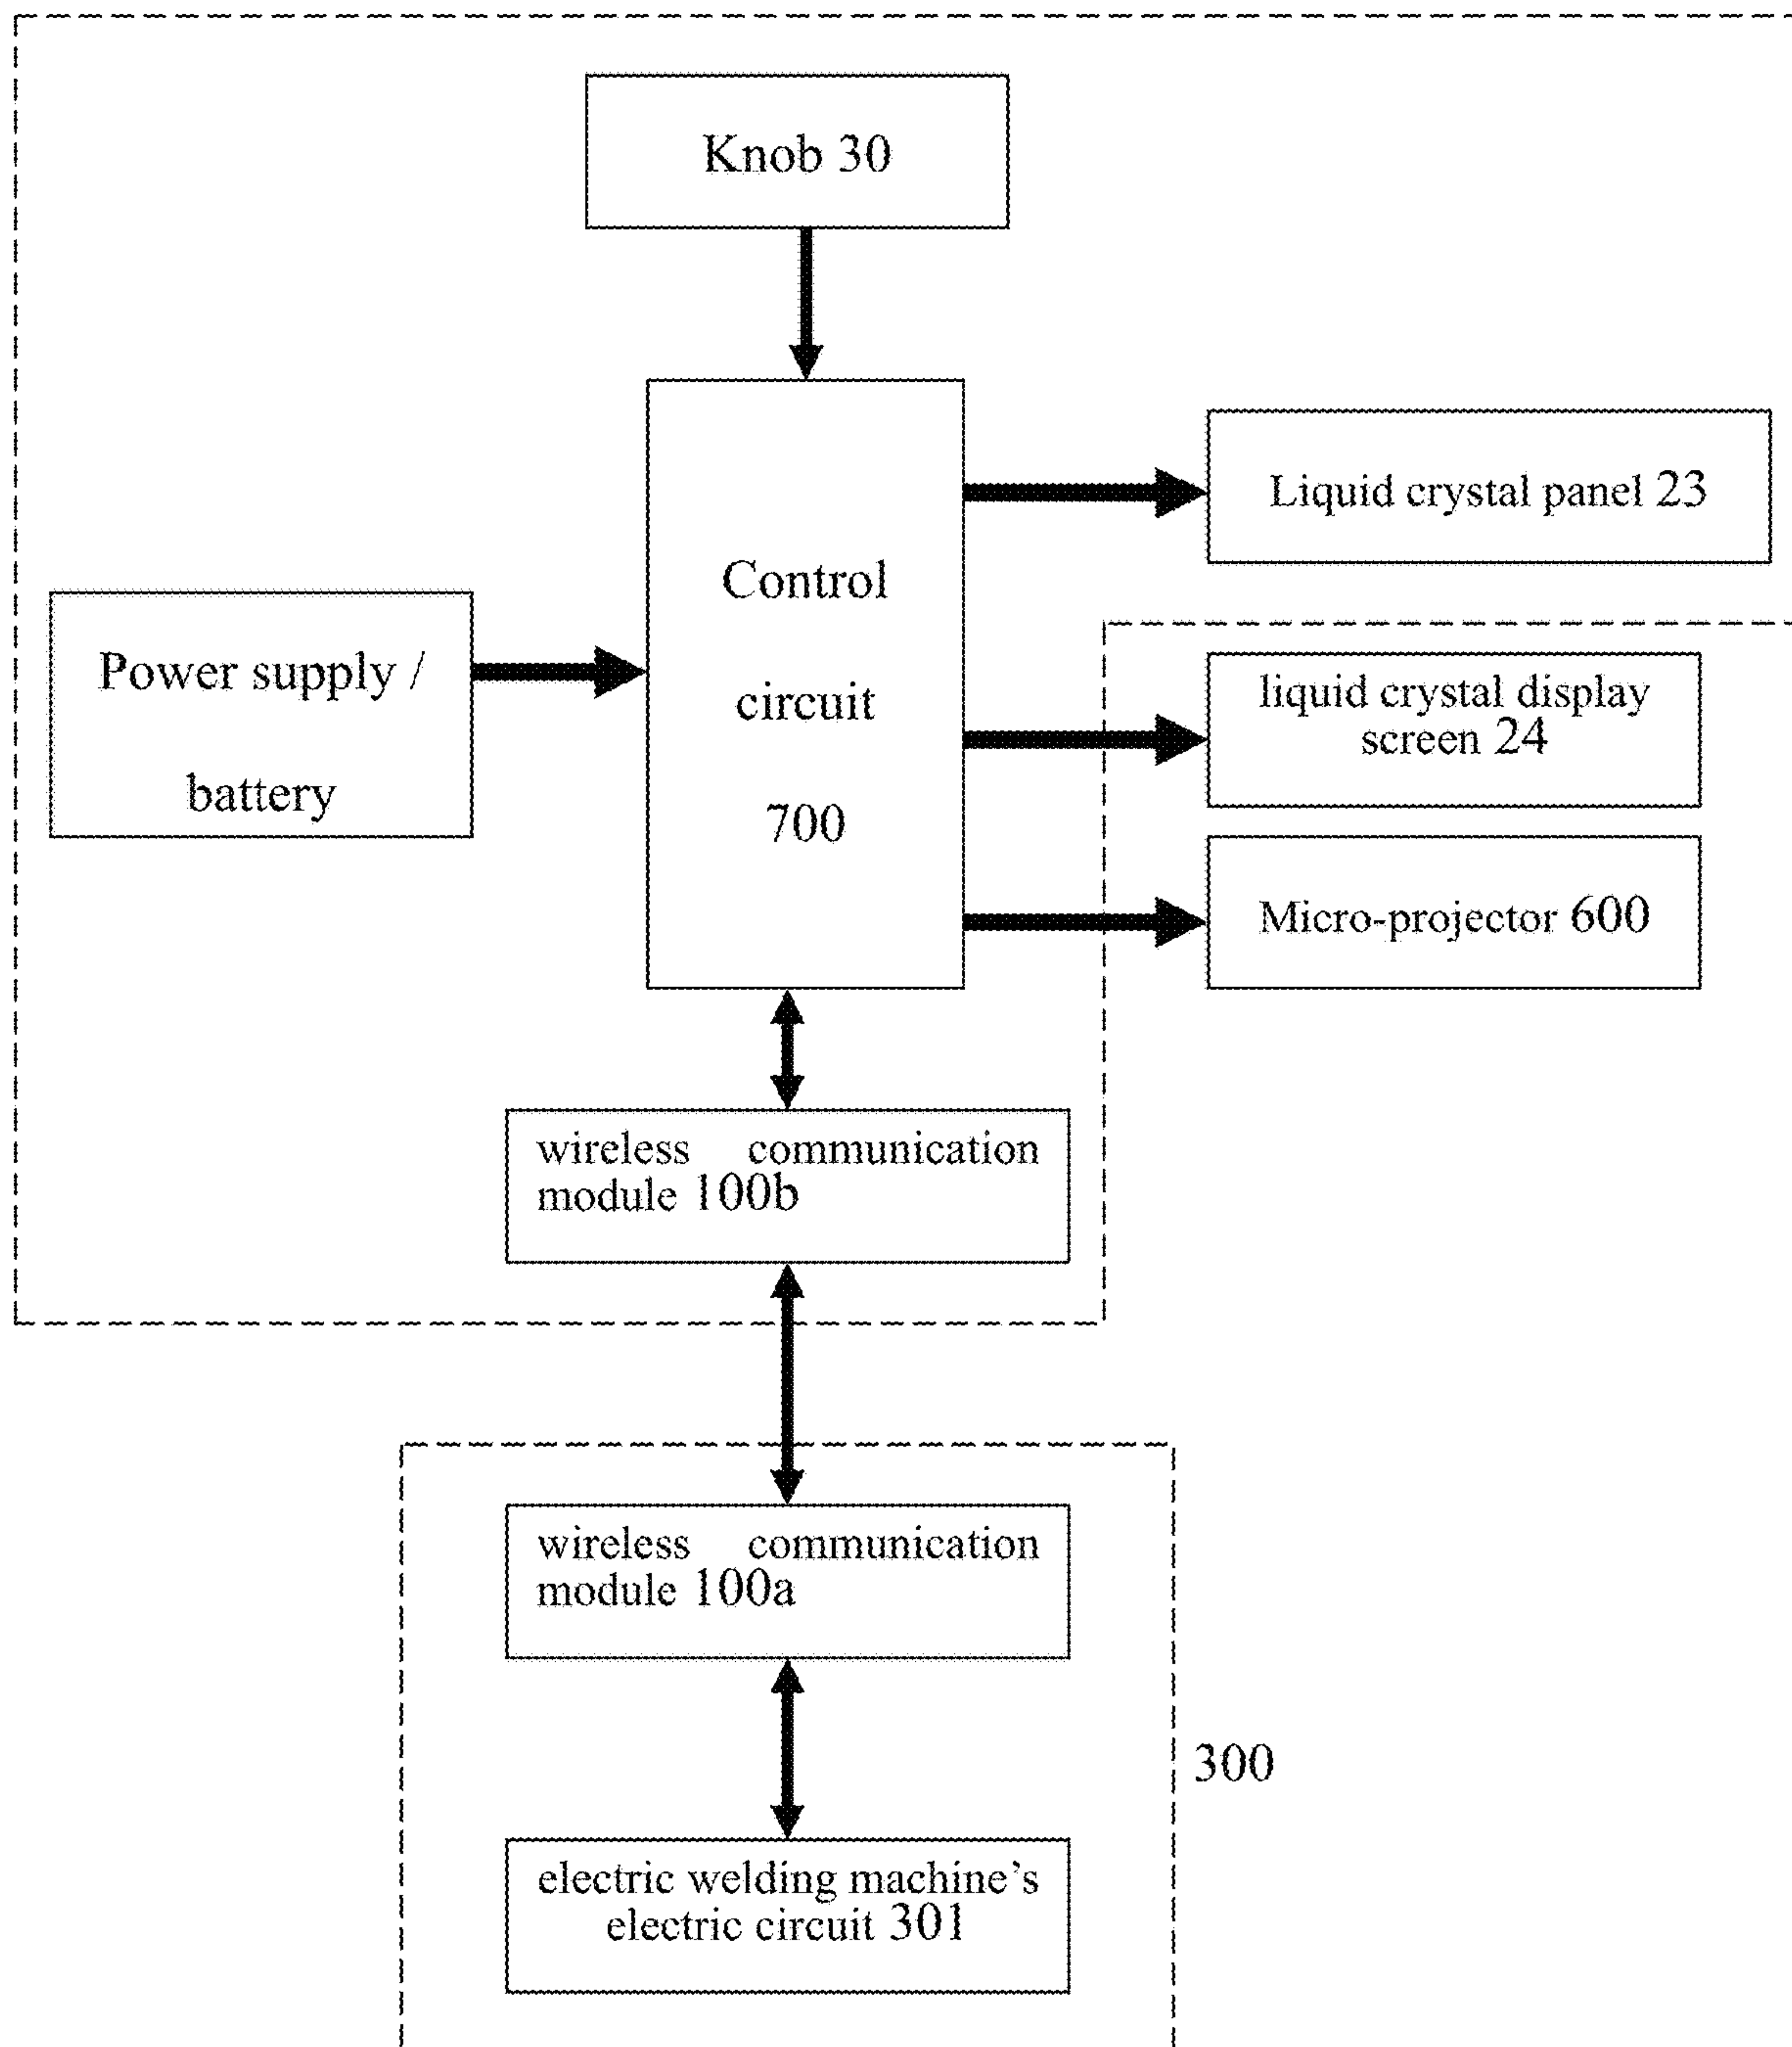 Knob 30
Liquid crystal panel 23
Control
circuit
700
Power supply /
battery
liquid crystal display
screen 24
Micro-projector 600
wireless communication
module 100b
wireless communication
module 100a
300
electric welding machine’s
electric circuit 301